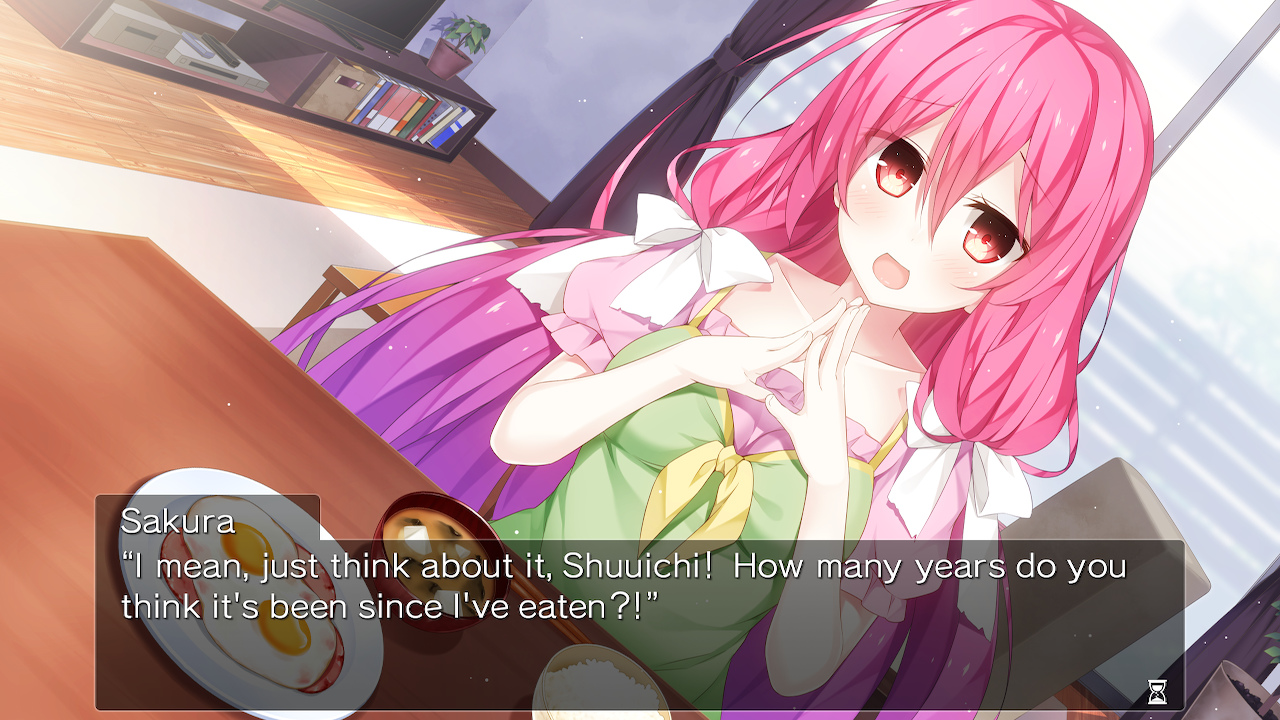 Sakura
“I mean, just think about it, Shuuichi! How many years do you
think it's been since I've eaten?!”